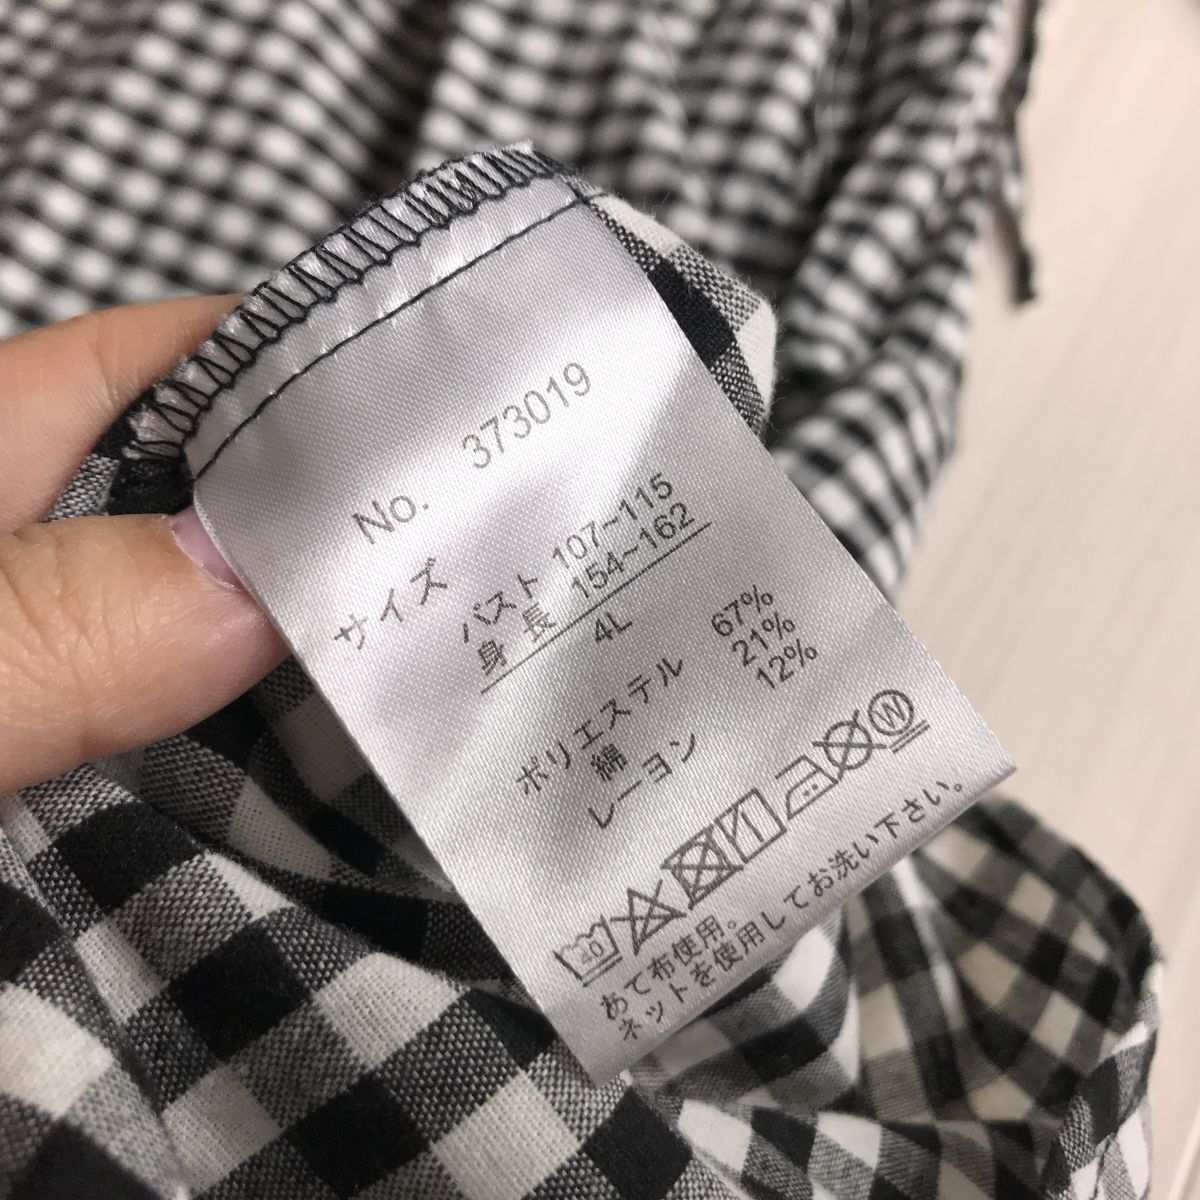 No. 373019
サイズ
バスト 107~115
身長 154~162
4L
ポリエステル 67%
綿 21%
レーヨン 12%
40
W
あて布使用。
ネットを使用してお洗い下さい。